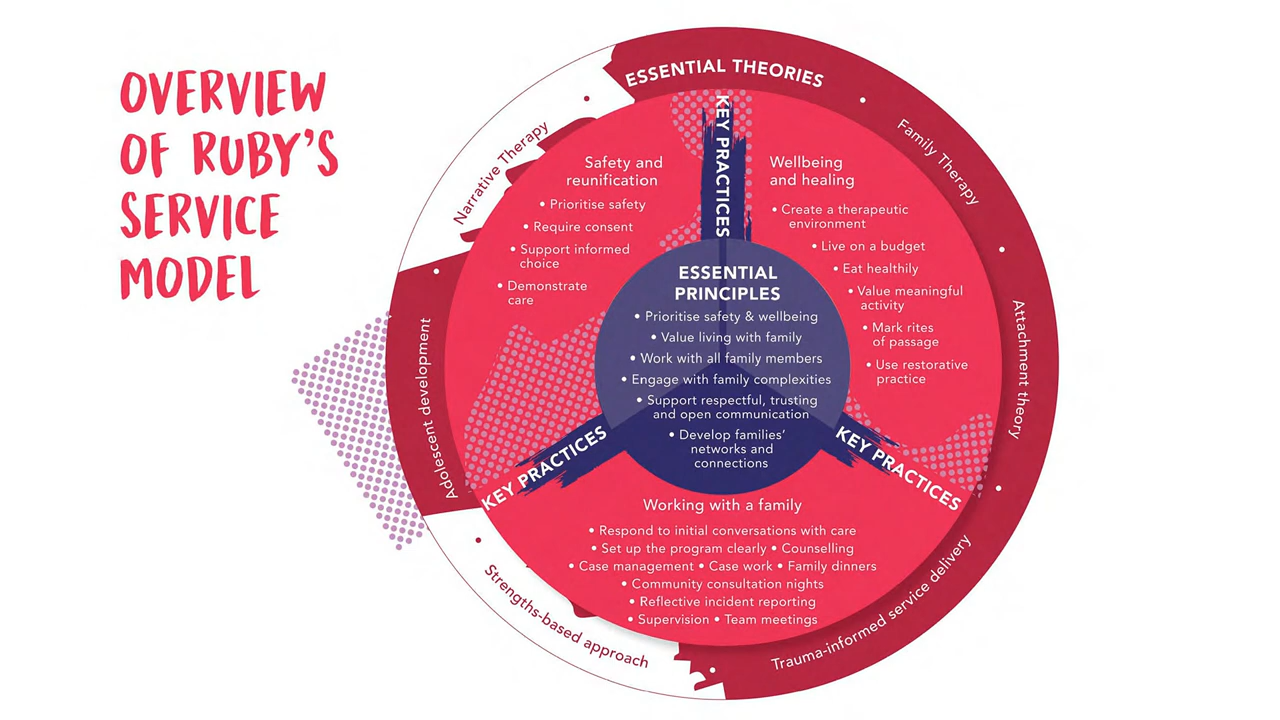 OVERVIEW
OF RUBY'S
SERVICE
MODEL
ESSENTIAL THEORIES
Family Therapy
Attachment theory
Trauma-informed service delivery
Strengths-based approach
Adolescent development
Narrative Therapy
KEY PRACTICES
Safety and
reunification
• Prioritise safety
• Require consent
• Support informed
choice
• Demonstrate
care
Wellbeing
and healing
• Create a therapeutic
environment
• Live on a budget
• Eat healthily
• Value meaningful
activity
• Mark rites
of passage
• Use restorative
practice
ESSENTIAL
PRINCIPLES
• Prioritise safety & wellbeing
• Value living with family
• Work with all family members
• Engage with family complexities
• Support respectful, trusting
and open communication
• Develop families'
networks and
connections
KEY PRACTICES
KEY PRACTICES
Working with a family
• Respond to initial conversations with care
• Set up the program clearly • Counselling
• Case management • Case work • Family dinners
• Community consultation nights
• Reflective incident reporting
• Supervision • Team meetings